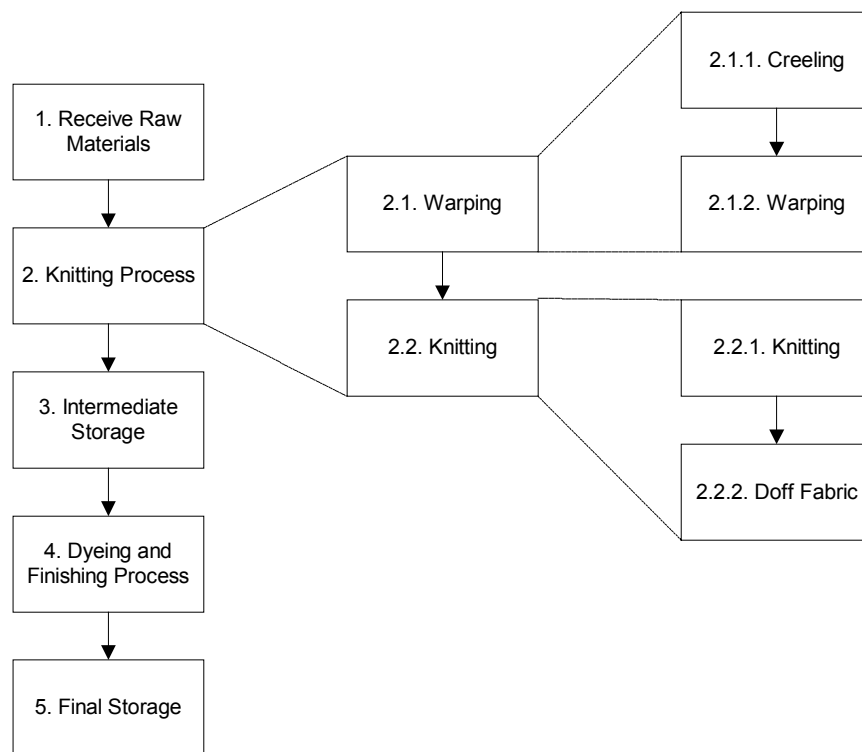 1. Receive Raw
Materials
2. Knitting Process
3. Intermediate
Storage
4. Dyeing and
Finishing Process
5. Final Storage
2.1. Warping
2.2. Knitting
2.1.1. Creeling
2.1.2. Warping
2.2.1. Knitting
2.2.2. Doff Fabric